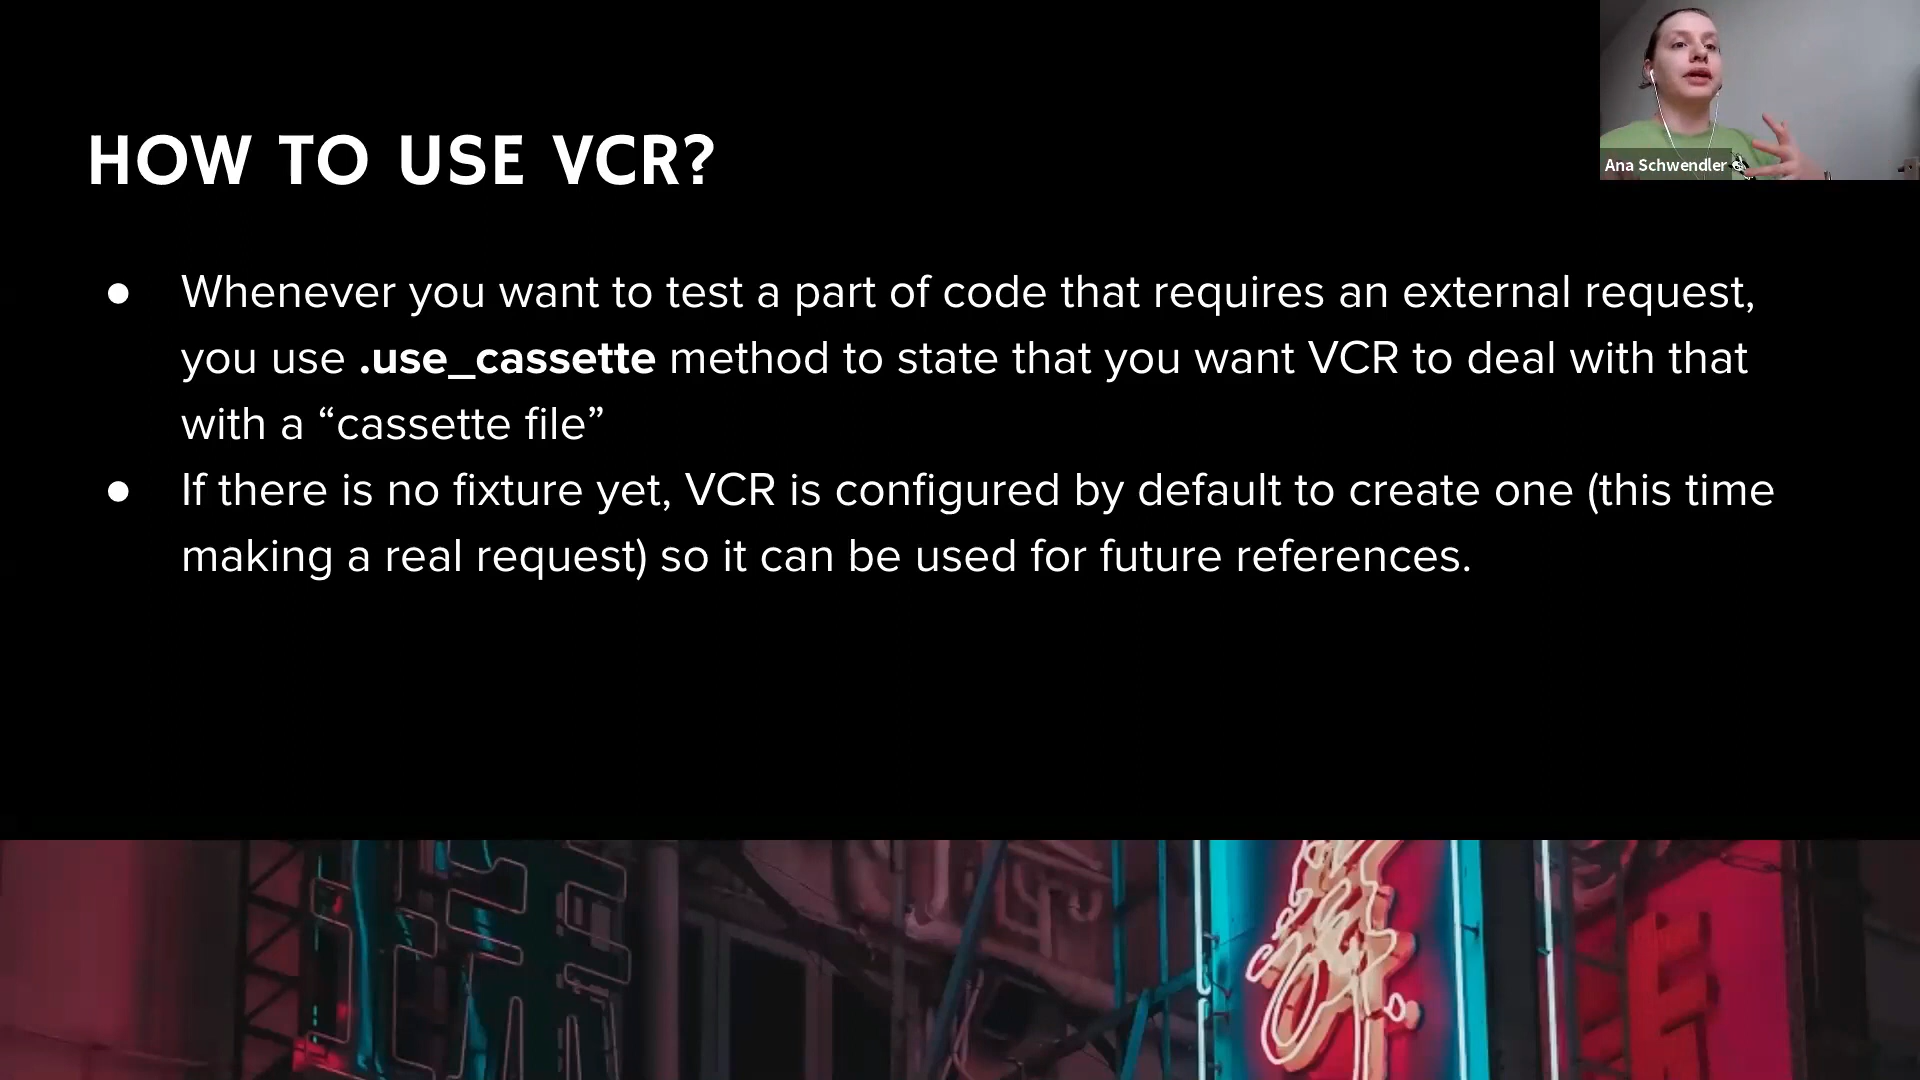 HOW TO USE VCR?
Ana Schwendler
● Whenever you want to test a part of code that requires an external request,
you use .use_cassette method to state that you want VCR to deal with that
with a “cassette file”
● If there is no fixture yet, VCR is configured by default to create one (this time
making a real request) so it can be used for future references.